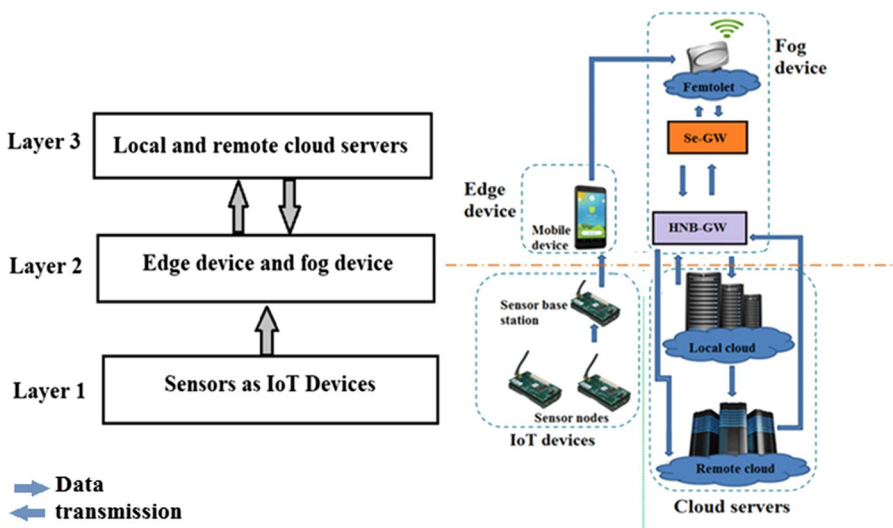 Layer 3
Local and remote cloud servers
Layer 2
Edge device and fog device
Layer 1
Sensors as IoT Devices
Data
transmission
Fog
device
Femtolet
Se-GW
Edge
device
Mobile
device
HNB-GW
Sensor base
station
Sensor nodes
IoT devices
Local cloud
Remote cloud
Cloud servers